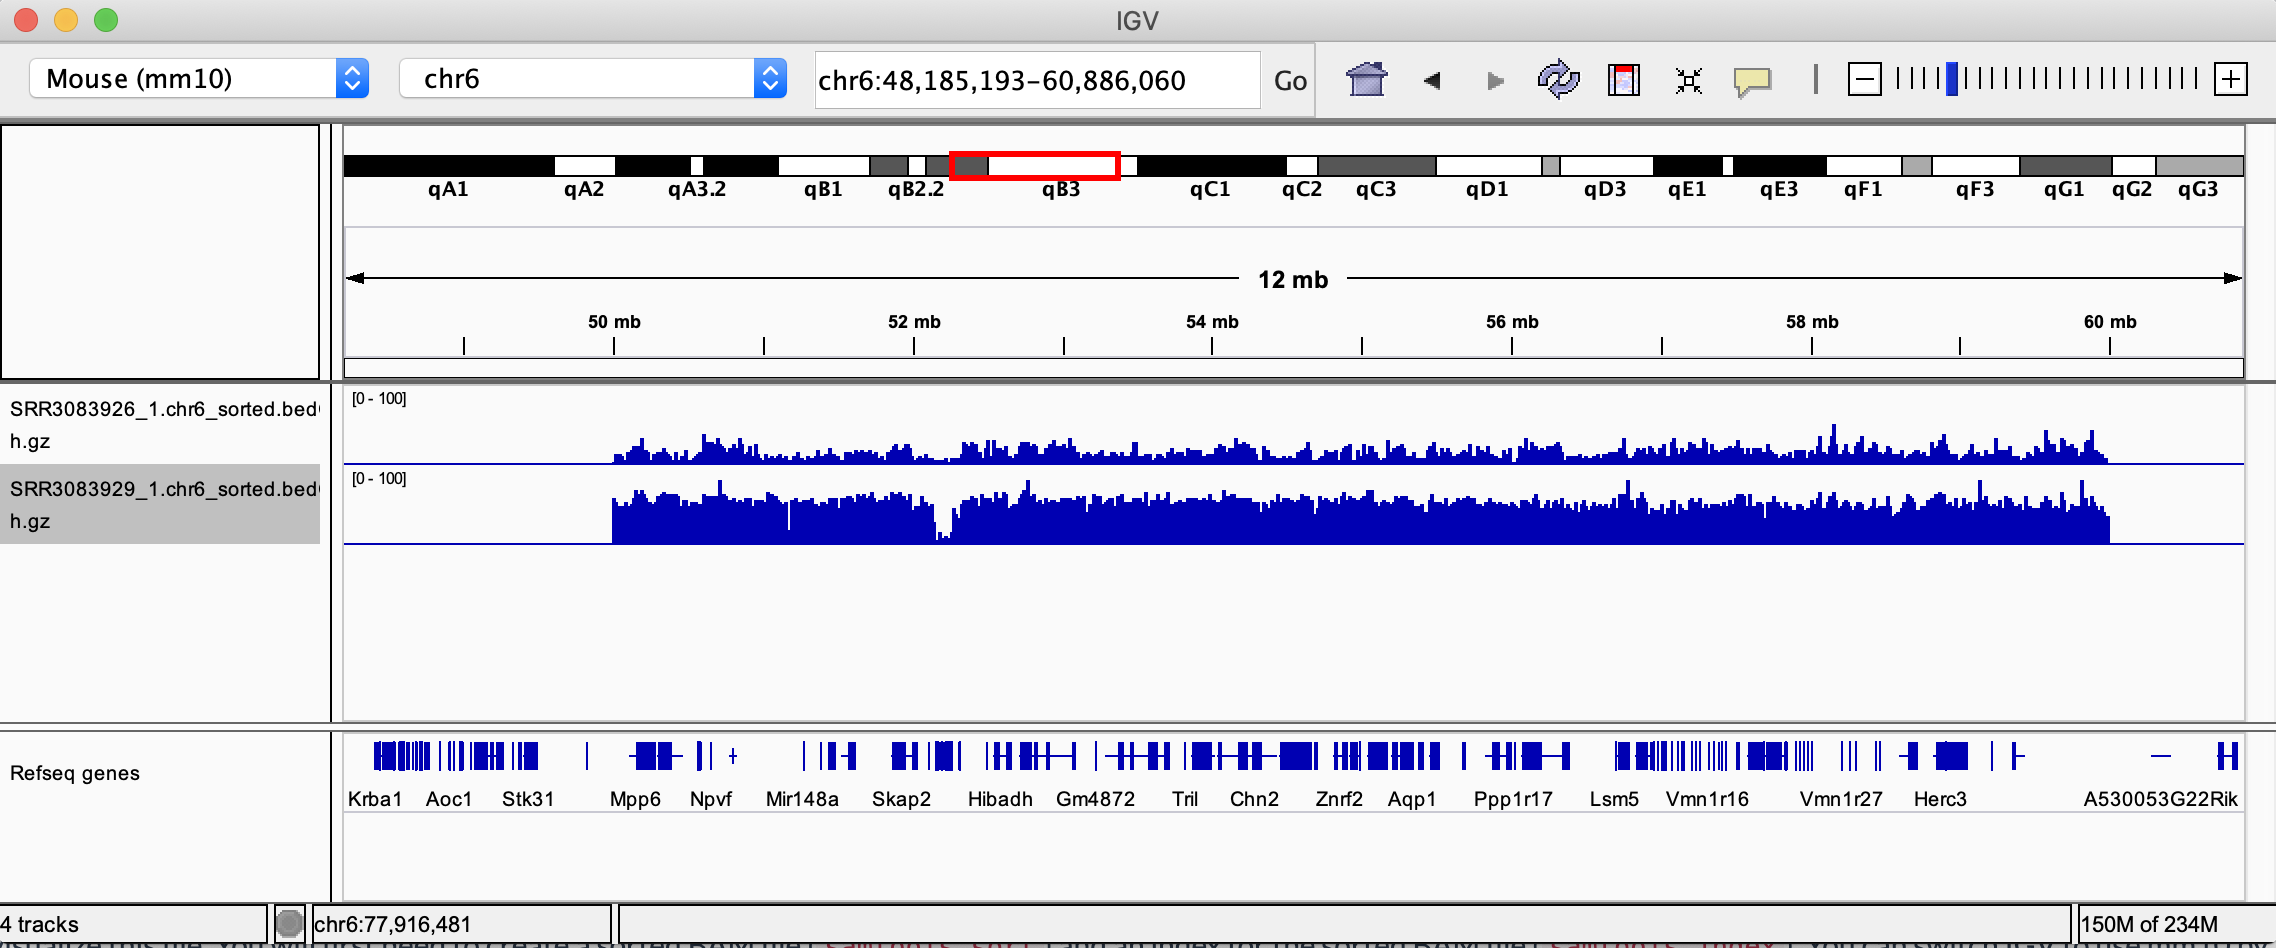 IGV
Mouse (mm10) chr6 chr6:48,185,193-60,886,060 Go
qA1 qA2 qA3.2 qB1 qB2.2 qB3 qC1 qC2 qC3 qD1 qD3 qE1 qE3 qF1 qF3 qG1 qG2 qG3
12 mb
50 mb 52 mb 54 mb 56 mb 58 mb 60 mb
[0 - 100]
SRR3083926_1.chr6_sorted.bed
h.gz
[0 - 100]
SRR3083929_1.chr6_sorted.bed
h.gz
Refseq genes
Krba1 Aoc1 Stk31 Mpp6 Npvf Mir148a Skap2 Hibadh Gm4872 Tril Chn2 Znrf2 Aqp1 Ppp1r17 Lsm5 Vmn1r16 Vmn1r27 Herc3 A530053G22Rik
4 tracks chr6:77,916,481 150M of 234M